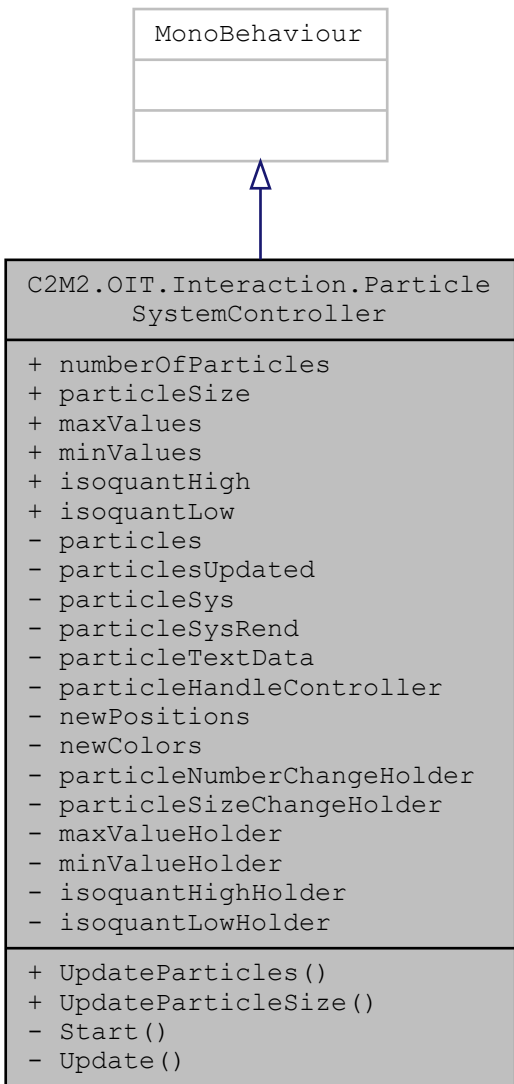 MonoBehaviour
C2M2.OIT.Interaction.Particle
SystemController
+ numberOfParticles
+ particleSize
+ maxValues
+ minValues
+ isoquantHigh
+ isoquantLow
- particles
- particlesUpdated
- particleSys
- particleSysRend
- particleTextData
- particleHandleController
- newPositions
- newColors
- particleNumberChangeHolder
- particleSizeChangeHolder
- maxValueHolder
- minValueHolder
- isoquantHighHolder
- isoquantLowHolder
+ UpdateParticles()
+ UpdateParticleSize()
- Start()
- Update()